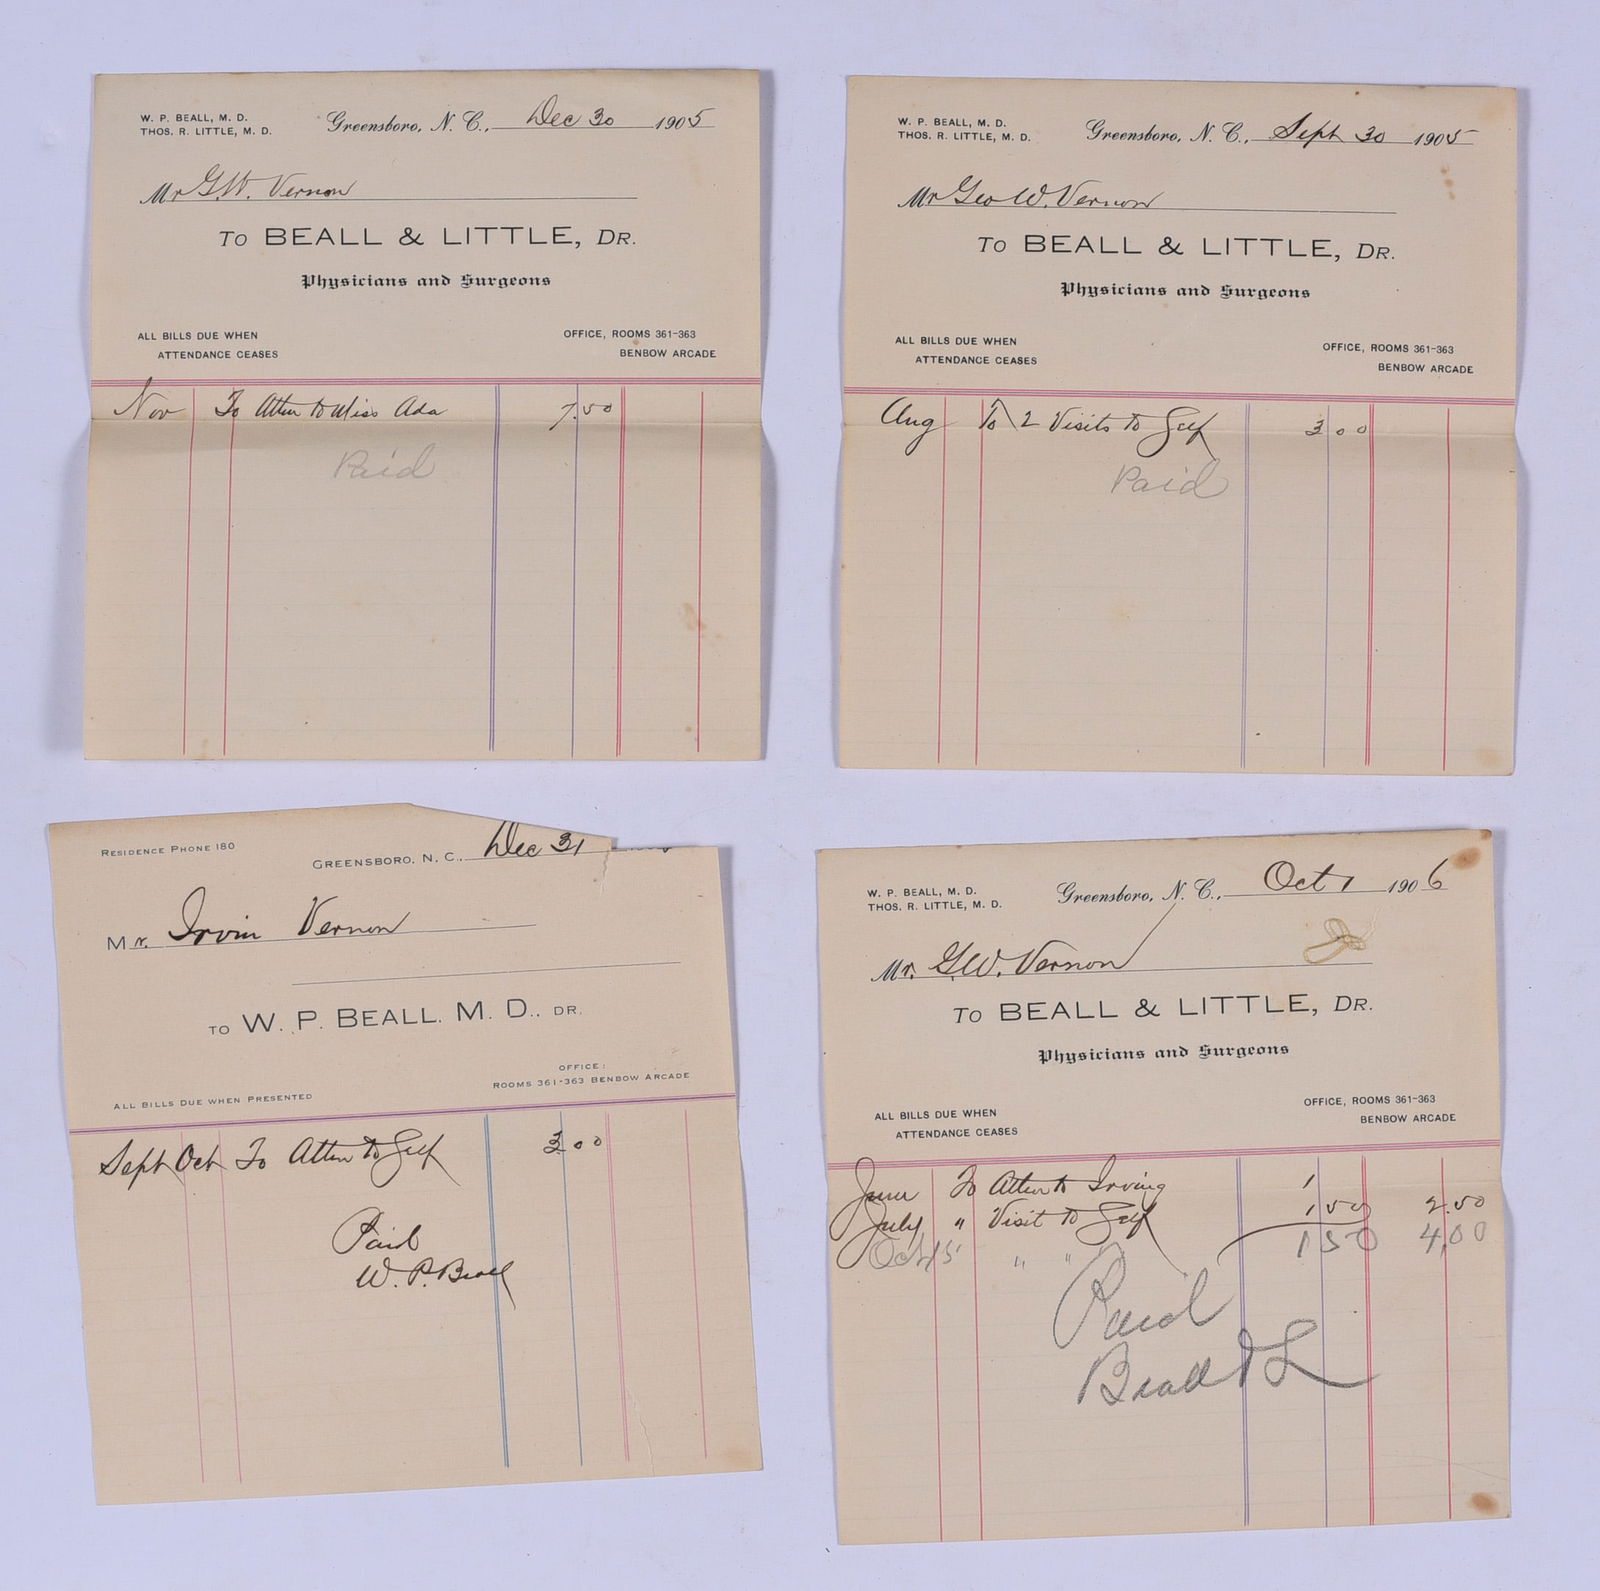 W. P. BEALL, M. D.
THOS. R. LITTLE, M. D.
Greensboro, N. C., Dec 30 1905
Mr G. W. Vernon
To BEALL & LITTLE, DR.
Physicians and Surgeons
ALL BILLS DUE WHEN
ATTENDANCE CEASES
OFFICE, ROOMS 361-363
BENBOW ARCADE
Nov To Atten to Miss Ada 7.50
Paid
W. P. BEALL, M. D.
THOS. R. LITTLE, M. D.
Greensboro, N. C., Sept 30 1905
Mr Geo W. Vernon
To BEALL & LITTLE, DR.
Physicians and Surgeons
ALL BILLS DUE WHEN
ATTENDANCE CEASES
OFFICE, ROOMS 361-363
BENBOW ARCADE
Aug To 2 Visits to Self 3 00
Paid
RESIDENCE PHONE 180
GREENSBORO, N. C., Dec 31
Mr. Irvin Vernon
TO W. P. BEALL. M. D., DR.
OFFICE:
ROOMS 361-363 BENBOW ARCADE
ALL BILLS DUE WHEN PRESENTED
Sept Oct To Atten to Self 3 00
Paid
W. P. Beall
W. P. BEALL, M. D.
THOS. R. LITTLE, M. D.
Greensboro, N. C., Oct 1 1906
Mr. G. W. Vernon
To BEALL & LITTLE, DR.
Physicians and Surgeons
ALL BILLS DUE WHEN
ATTENDANCE CEASES
OFFICE, ROOMS 361-363
BENBOW ARCADE
June To Atten to Irving 1
July " Visit to Self 1 50 2.50
Oct 15 " " 1 50 4,00
Paid
Beall & L